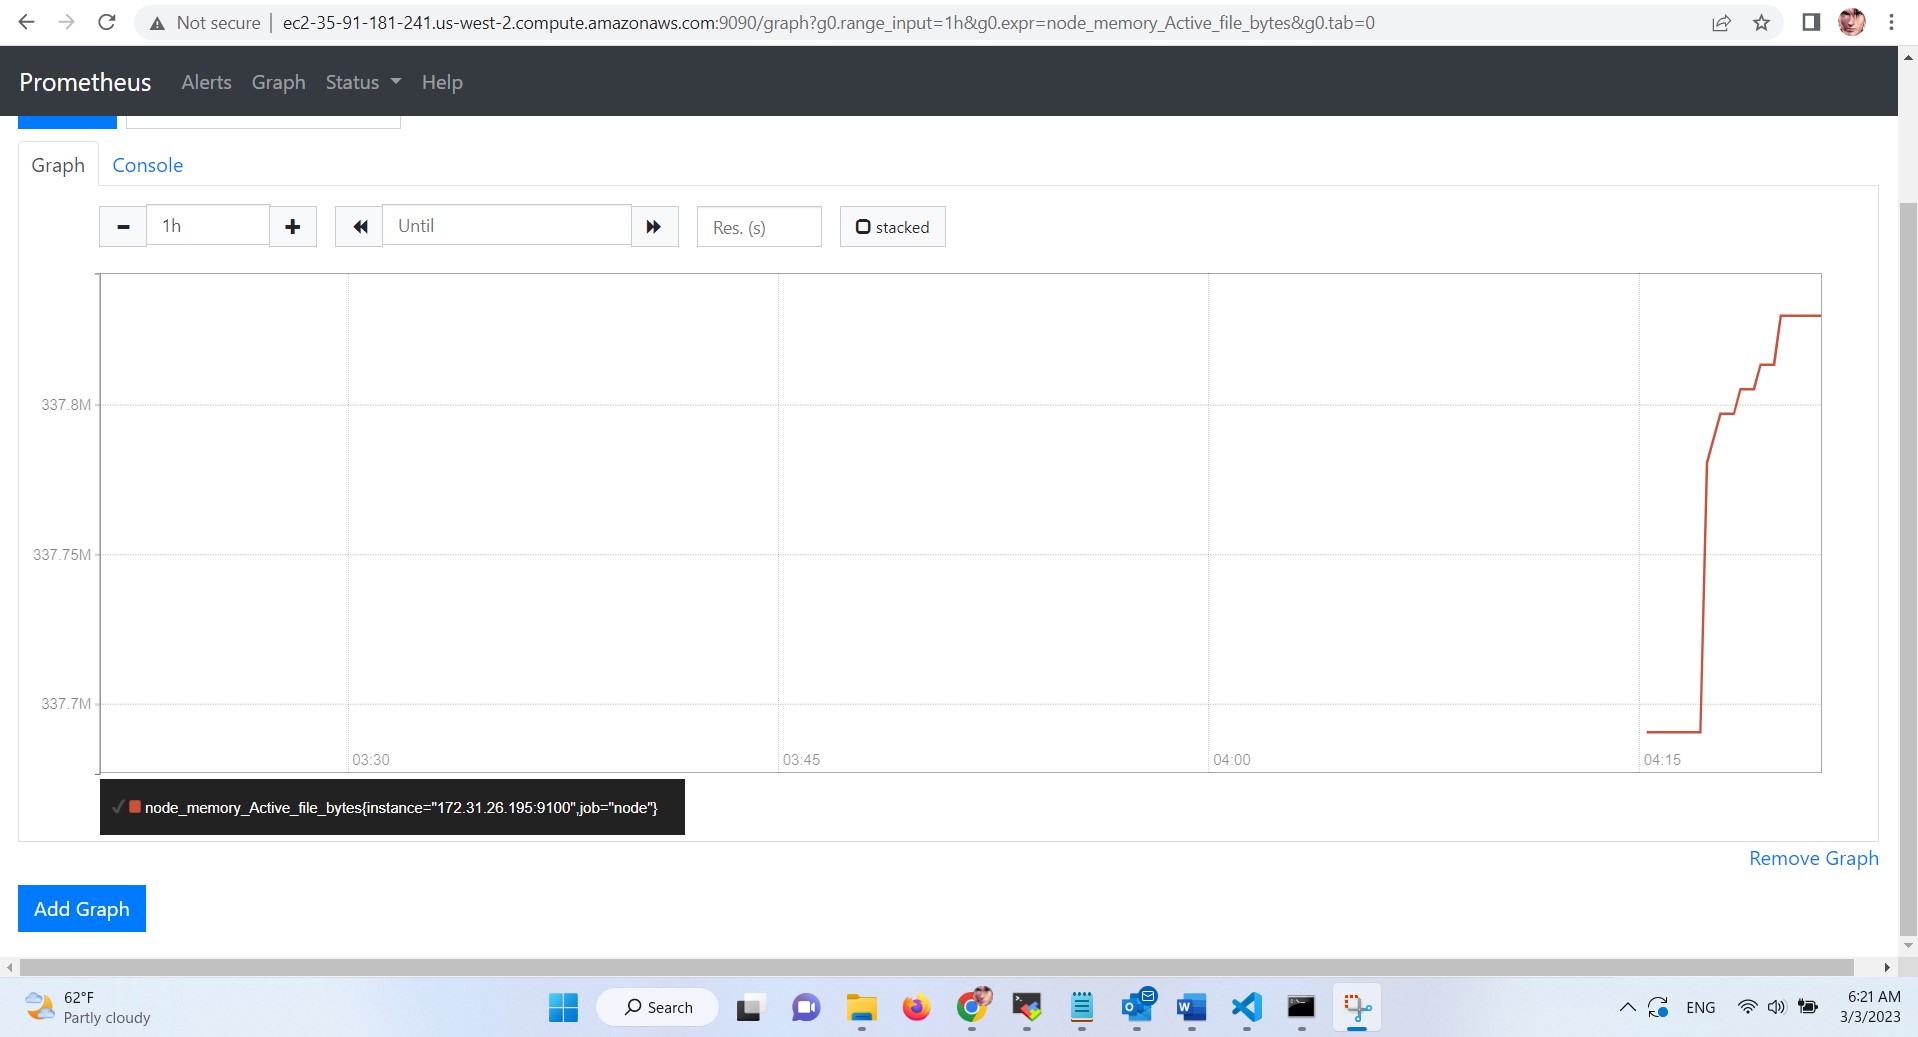 Not secure | ec2-35-91-181-241.us-west-2.compute.amazonaws.com:9090/graph?g0.range_input=1h&g0.expr=node_memory_Active_file_bytes&g0.tab=0
Prometheus Alerts Graph Status Help
Graph Console
1h Until Res. (s) stacked
337.8M
337.75M
337.7M
03:30 03:45 04:00 04:15
node_memory_Active_file_bytes{instance="172.31.26.195:9100",job="node"}
Remove Graph
Add Graph
62°F
Partly cloudy
Search
ENG
6:21 AM
3/3/2023